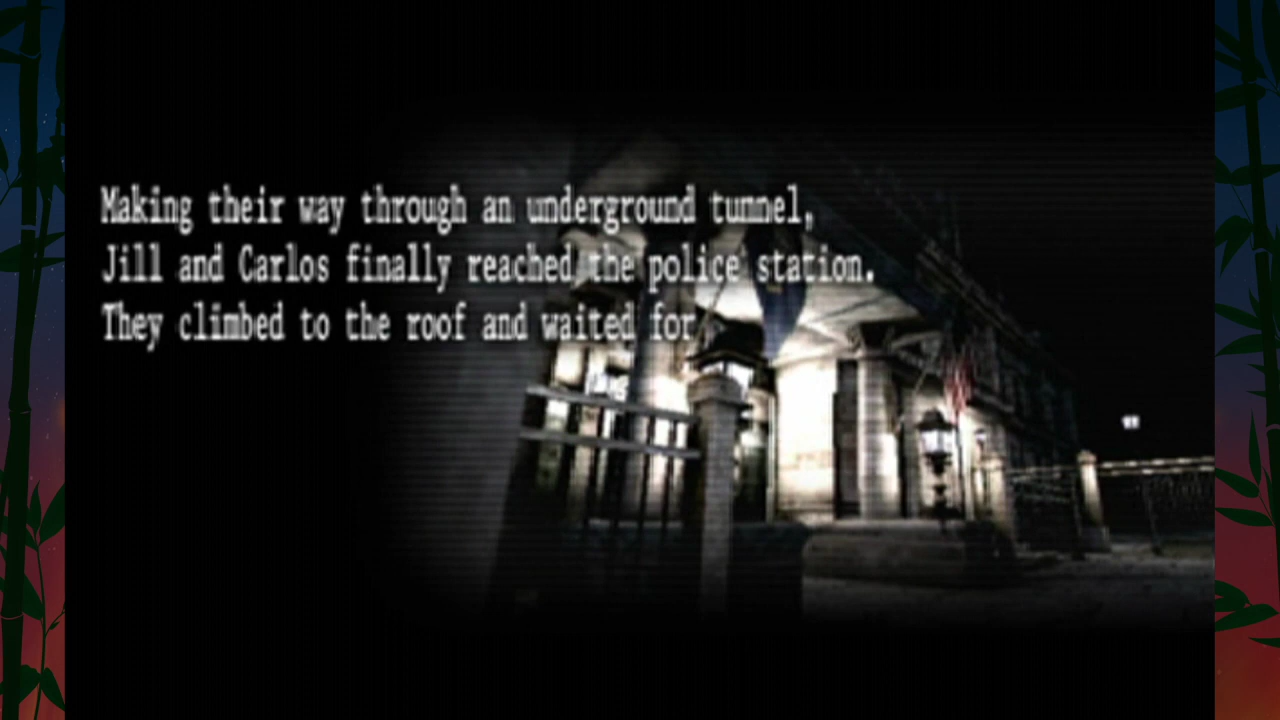 Making their way through an underground tunnel,
Jill and Carlos finally reached the police station.
They climbed to the roof and waited for